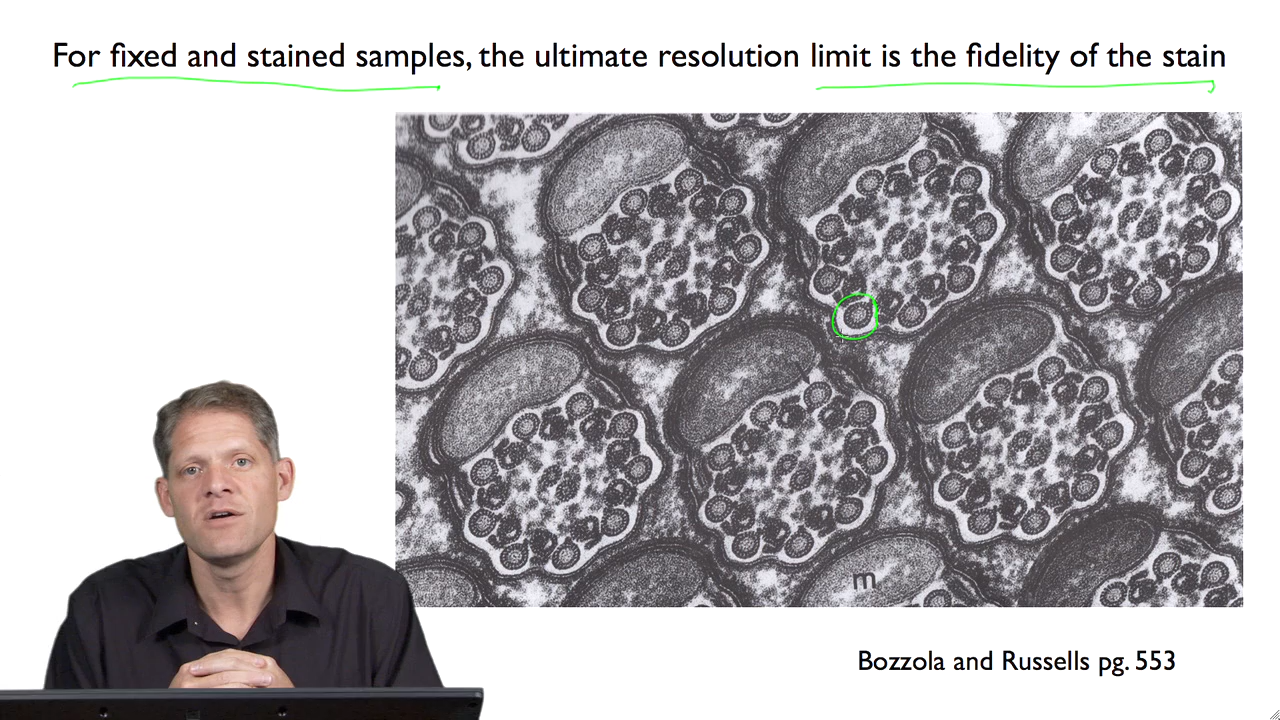 For fixed and stained samples, the ultimate resolution limit is the fidelity of the stain
m
Bozzola and Russells pg. 553